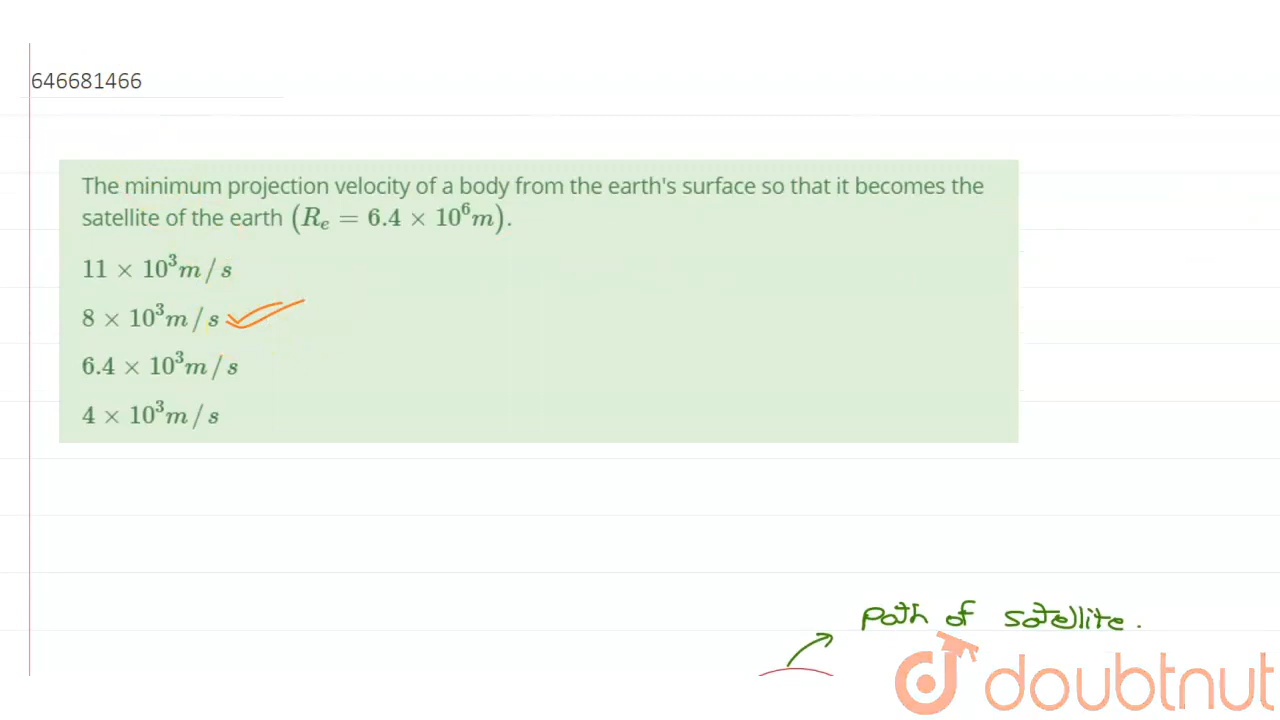 646681466
The minimum projection velocity of a body from the earth's surface so that it becomes the
satellite of the earth (Rₑ = 6.4 × 10⁶m).
11 × 10³m/s
8 × 10³m/s
6.4 × 10³m/s
4 × 10³m/s
Path of satellite.
doubtnut